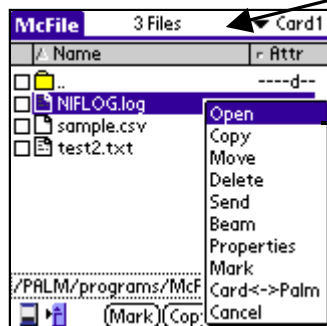 McFile 3 Files Card1
Name Attr
.. ----d--
NIFLOG.log
sample.csv
test2.txt
Open
Copy
Move
Delete
Send
Beam
Properties
Mark
Card<->Palm
Cancel
/PALM/programs/McF
Mark Cop